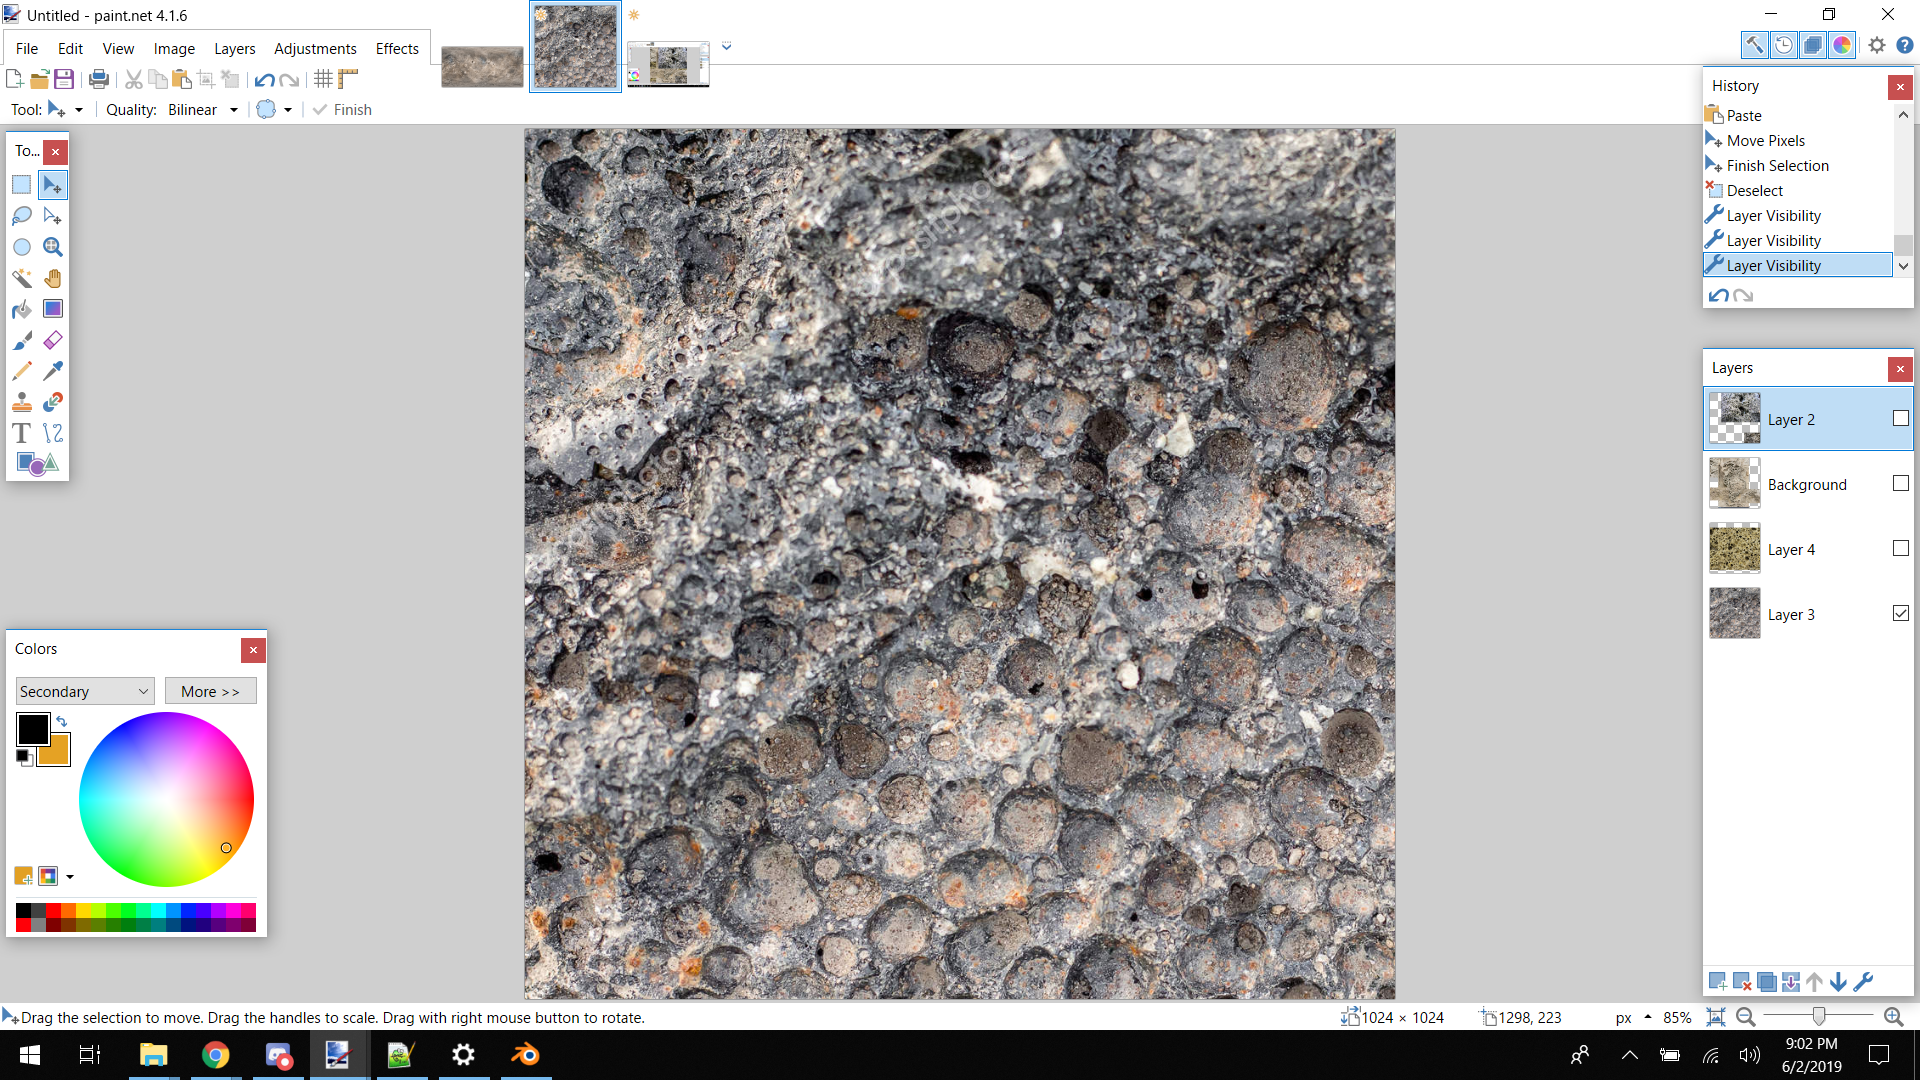 Untitled - paint.net 4.1.6
File Edit View Image Layers Adjustments Effects
Tool: Quality: Bilinear Finish
To...
T
History
Paste
Move Pixels
Finish Selection
Deselect
Layer Visibility
Layer Visibility
Layer Visibility
Layers
Layer 2
Background
Layer 4
Layer 3
Colors
Secondary More >>
Drag the selection to move. Drag the handles to scale. Drag with right mouse button to rotate. 1024 × 1024 1298, 223 px 85%
9:02 PM
6/2/2019